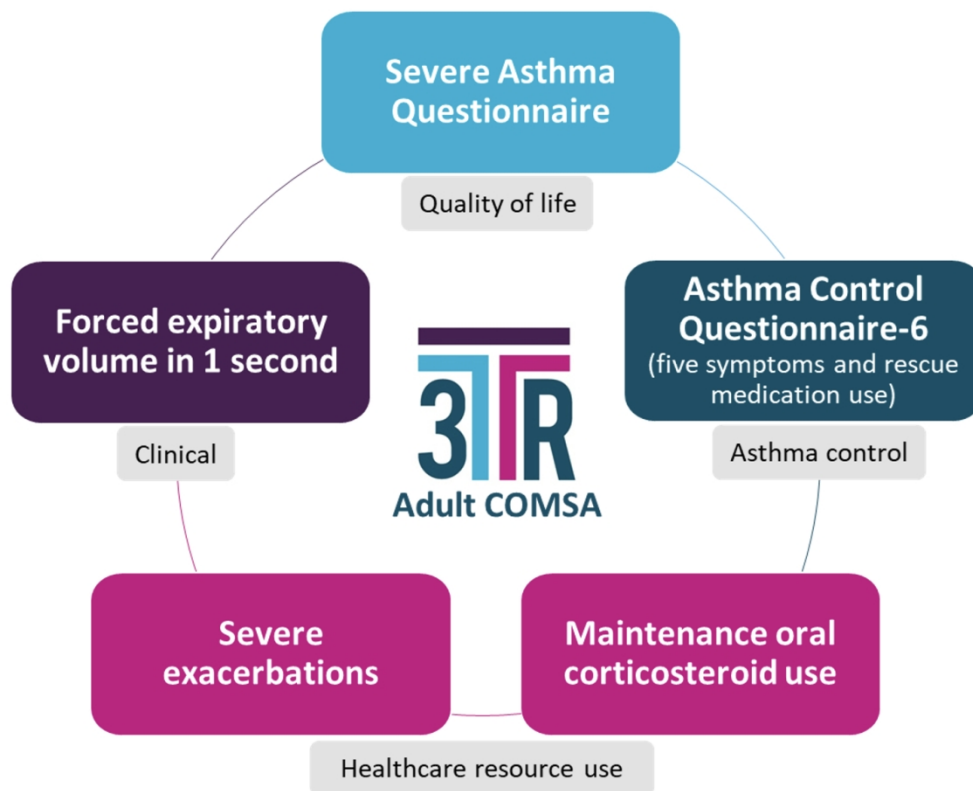 Severe Asthma
Questionnaire
Quality of life
Forced expiratory
volume in 1 second
Clinical
Asthma Control
Questionnaire-6
(five symptoms and rescue
medication use)
Asthma control
3TR
Adult COMSA
Severe
exacerbations
Maintenance oral
corticosteroid use
Healthcare resource use